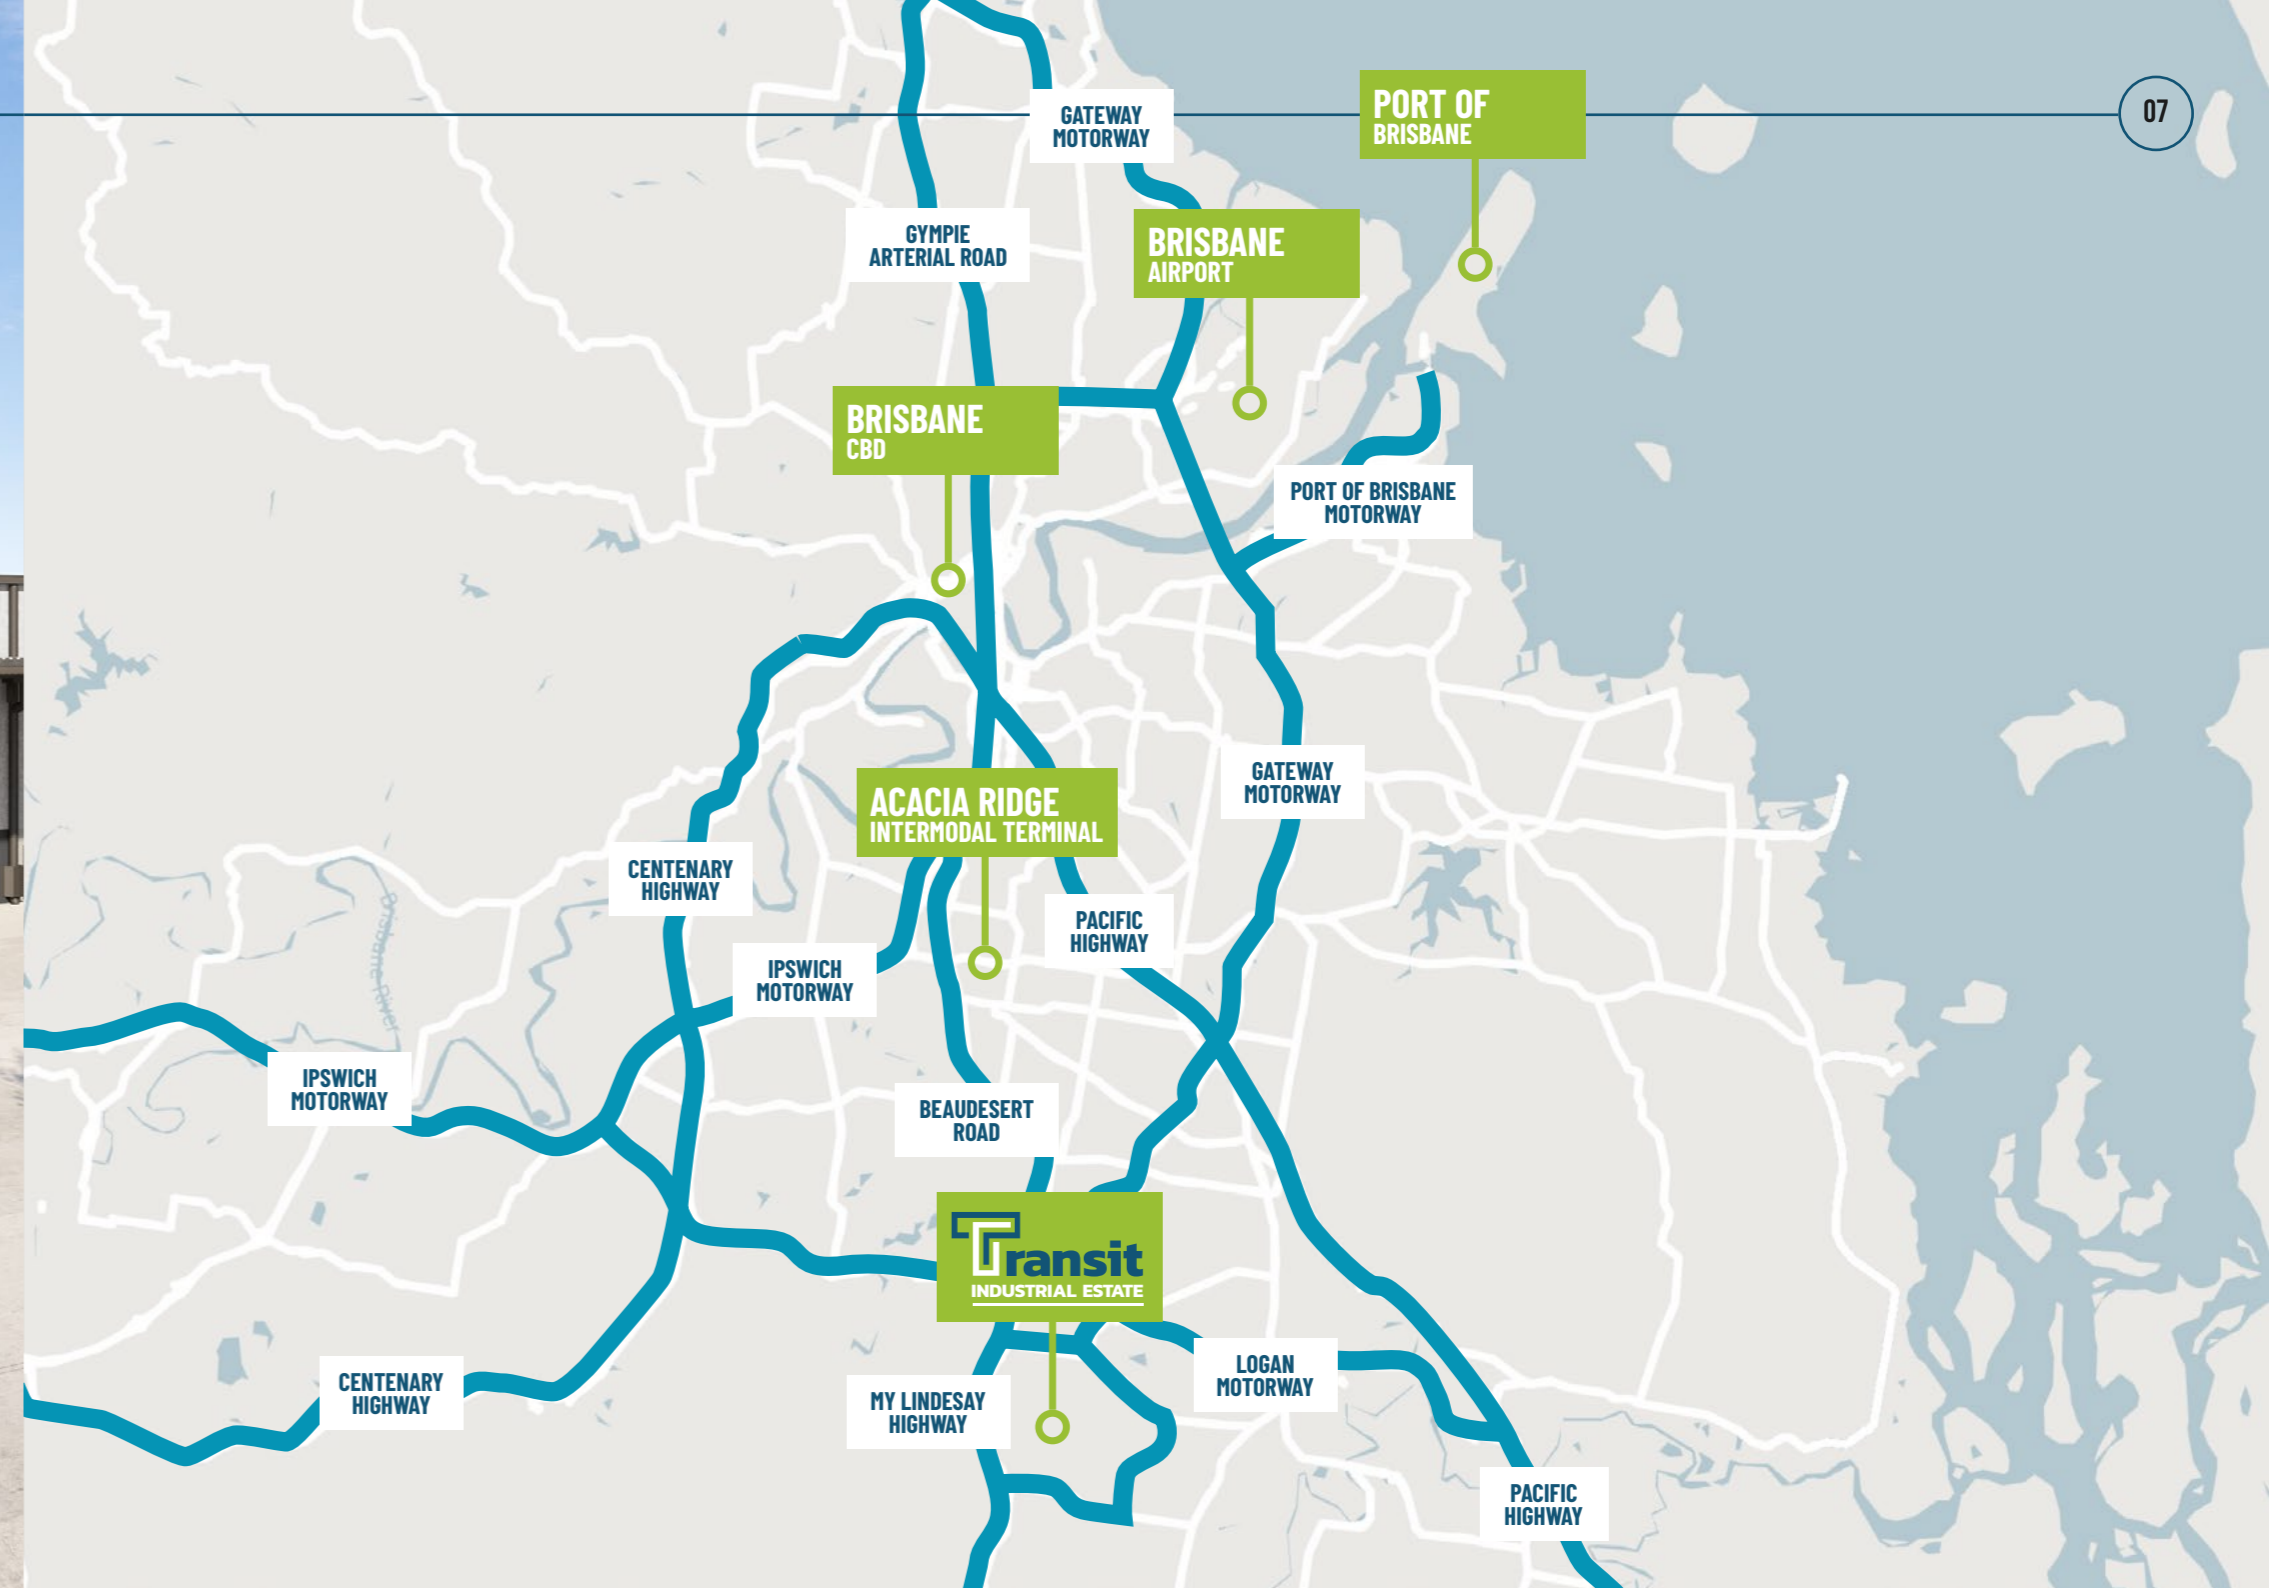 07
GATEWAY
MOTORWAY
PORT OF
BRISBANE
GYMPIE
ARTERIAL ROAD
BRISBANE
AIRPORT
BRISBANE
CBD
PORT OF BRISBANE
MOTORWAY
GATEWAY
MOTORWAY
ACACIA RIDGE
INTERMODAL TERMINAL
CENTENARY
HIGHWAY
PACIFIC
HIGHWAY
IPSWICH
MOTORWAY
Brisbane River
IPSWICH
MOTORWAY
BEAUDESERT
ROAD
Transit
INDUSTRIAL ESTATE
LOGAN
MOTORWAY
CENTENARY
HIGHWAY
MY LINDESAY
HIGHWAY
PACIFIC
HIGHWAY